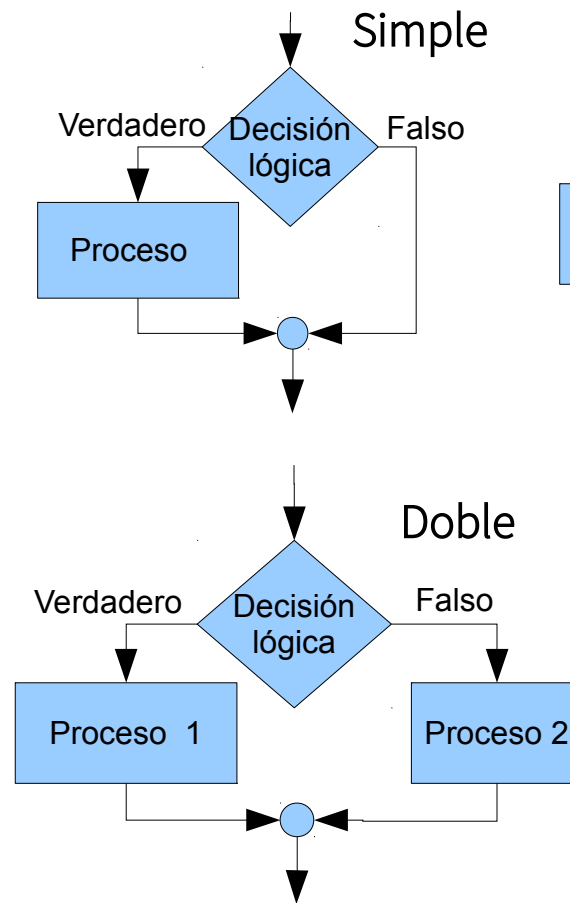 Simple
Verdadero
Decisión
lógica
Falso
Proceso
Doble
Verdadero
Decisión
lógica
Falso
Proceso 1
Proceso 2